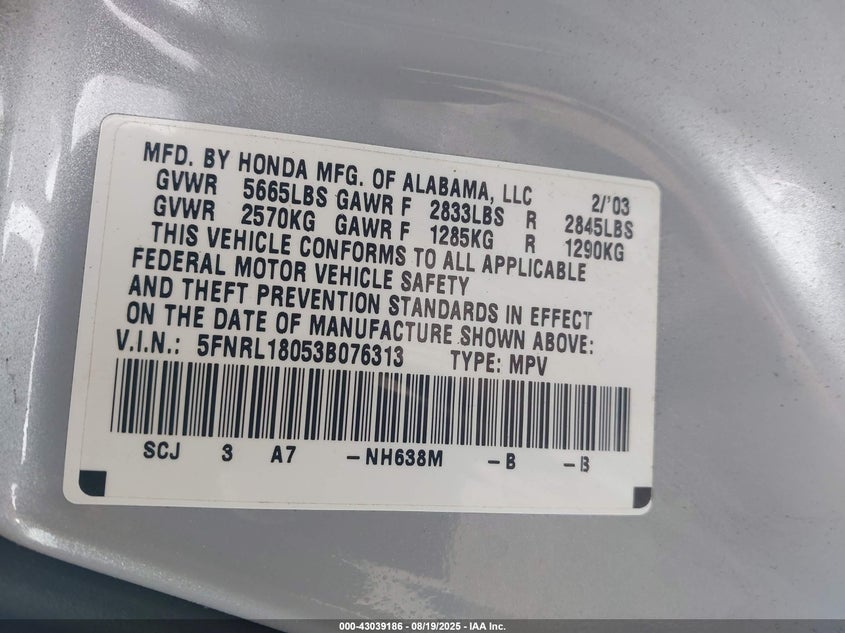 MFD. BY HONDA MFG. OF ALABAMA, LLC 2/'03
GVWR 5665LBS GAWR F 2833LBS R 2845LBS
GVWR 2570KG GAWR F 1285KG R 1290KG
THIS VEHICLE CONFORMS TO ALL APPLICABLE
FEDERAL MOTOR VEHICLE SAFETY
AND THEFT PREVENTION STANDARDS IN EFFECT
ON THE DATE OF MANUFACTURE SHOWN ABOVE:
V.I.N.: 5FNRL18053B076313 TYPE: MPV
SCJ 3 A7 -NH638M -B -B
000-43039186 - 08/19/2025 - IAA Inc.